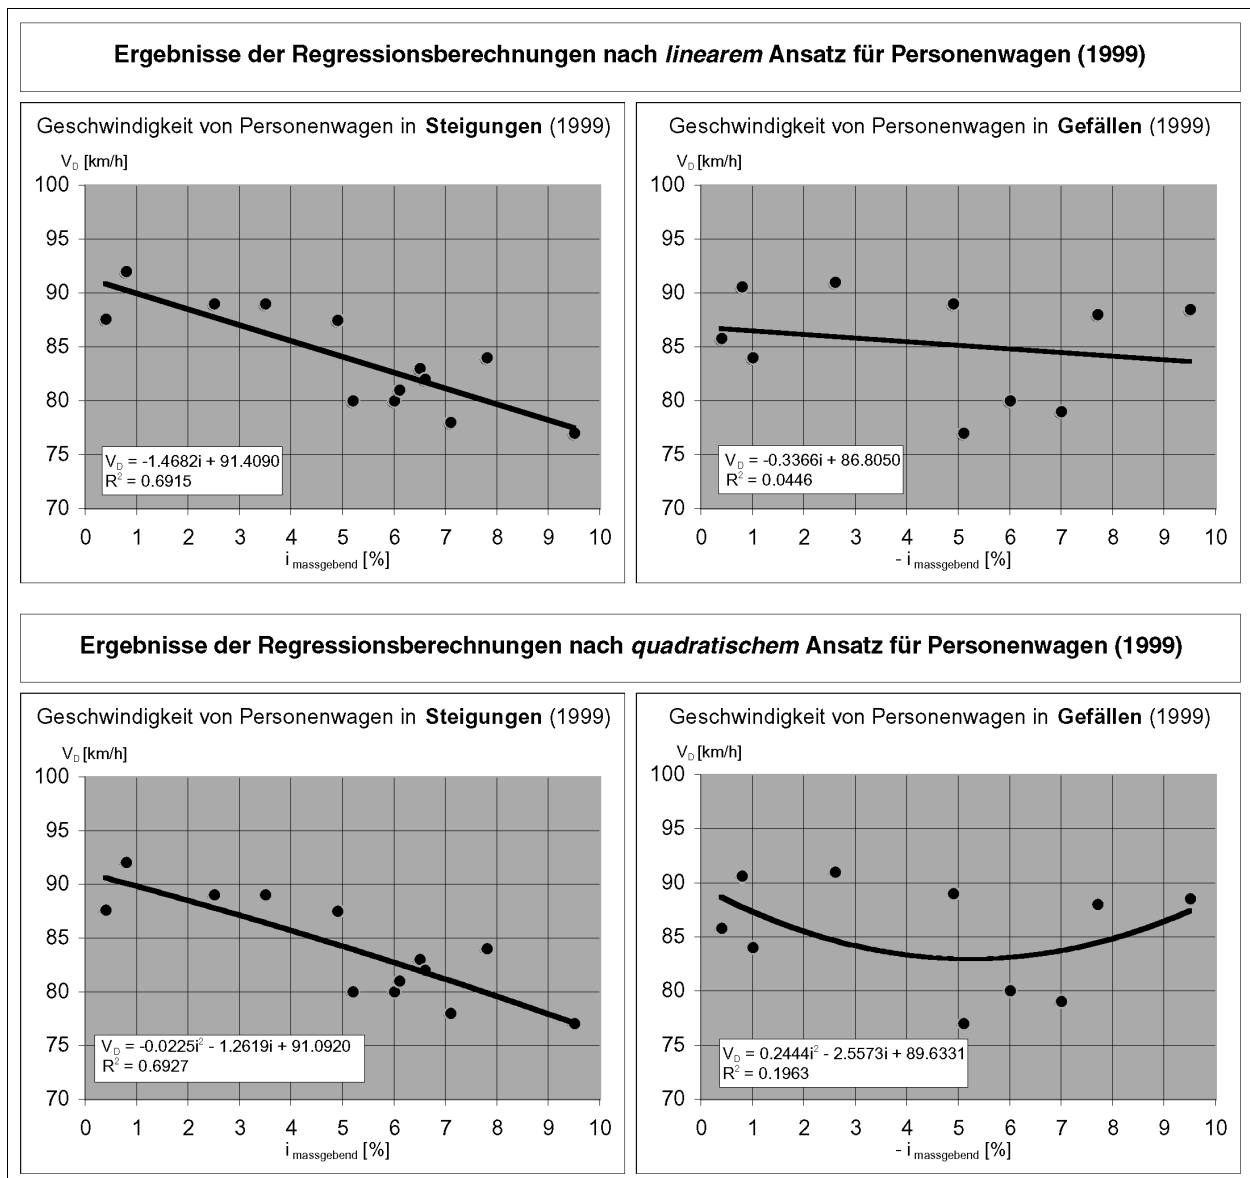 Ergebnisse der Regressionsberechnungen nach linearem Ansatz für Personenwagen (1999)
Geschwindigkeit von Personenwagen in Steigungen (1999)
V_D [km/h]
100
95
90
85
80
75
70
V_D = -1.4682i + 91.4090
R² = 0.6915
0 1 2 3 4 5 6 7 8 9 10
i massgebend [%]
Geschwindigkeit von Personenwagen in Gefällen (1999)
V_D [km/h]
100
95
90
85
80
75
70
V_D = -0.3366i + 86.8050
R² = 0.0446
0 1 2 3 4 5 6 7 8 9 10
- i massgebend [%]
Ergebnisse der Regressionsberechnungen nach quadratischem Ansatz für Personenwagen (1999)
Geschwindigkeit von Personenwagen in Steigungen (1999)
V_D [km/h]
100
95
90
85
80
75
70
V_D = -0.0225i² - 1.2619i + 91.0920
R² = 0.6927
0 1 2 3 4 5 6 7 8 9 10
i massgebend [%]
Geschwindigkeit von Personenwagen in Gefällen (1999)
V_D [km/h]
100
95
90
85
80
75
70
V_D = 0.2444i² - 2.5573i + 89.6331
R² = 0.1963
0 1 2 3 4 5 6 7 8 9 10
- i massgebend [%]